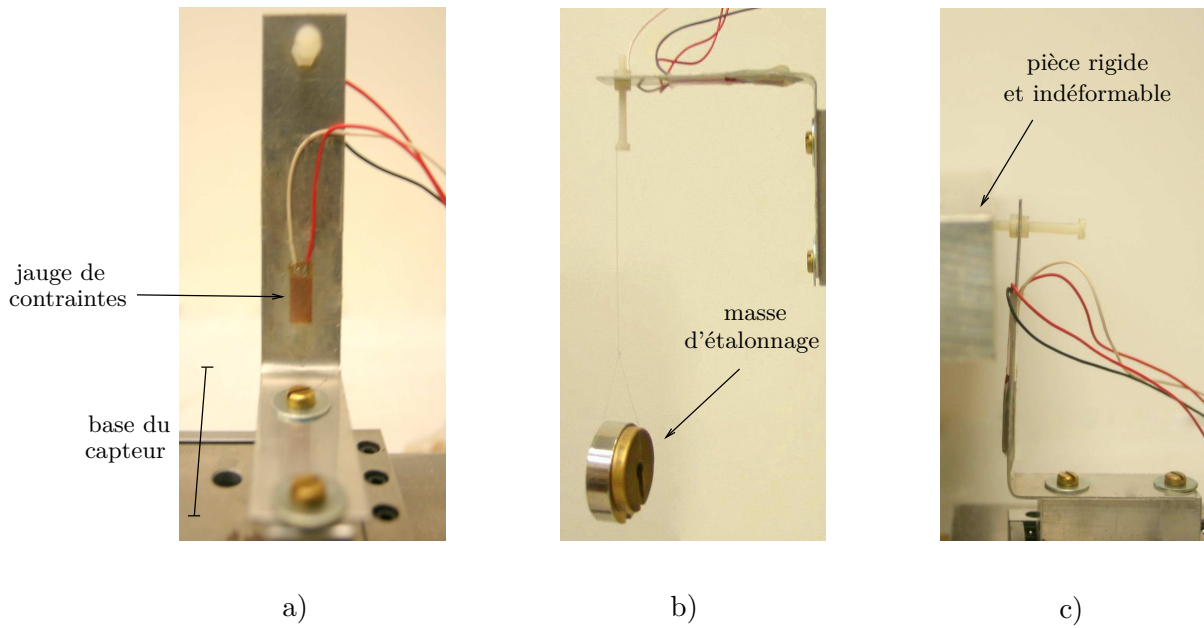 jauge de
contraintes
base du
capteur
masse
d'étalonnage
pièce rigide
et indéformable
a)
b)
c)